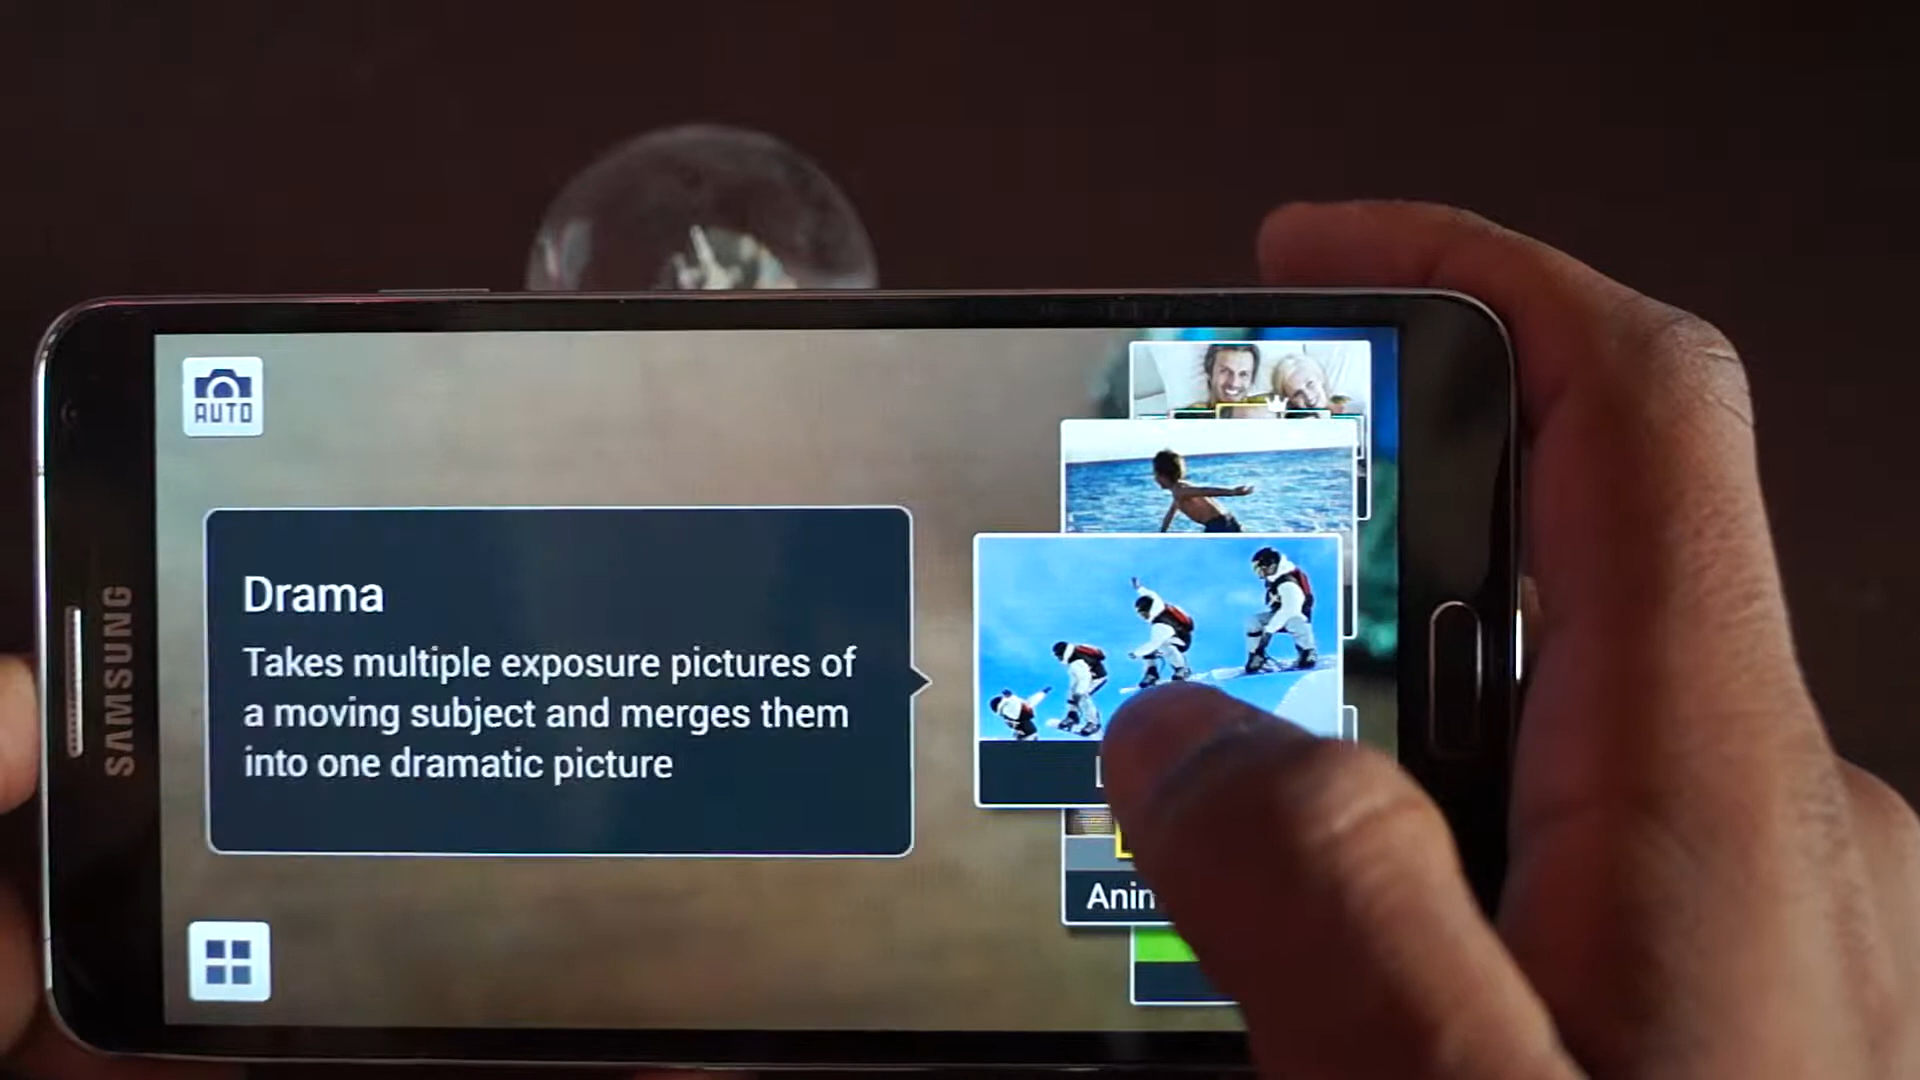 AUTO
SAMSUNG
Drama
Takes multiple exposure pictures of
a moving subject and merges them
into one dramatic picture